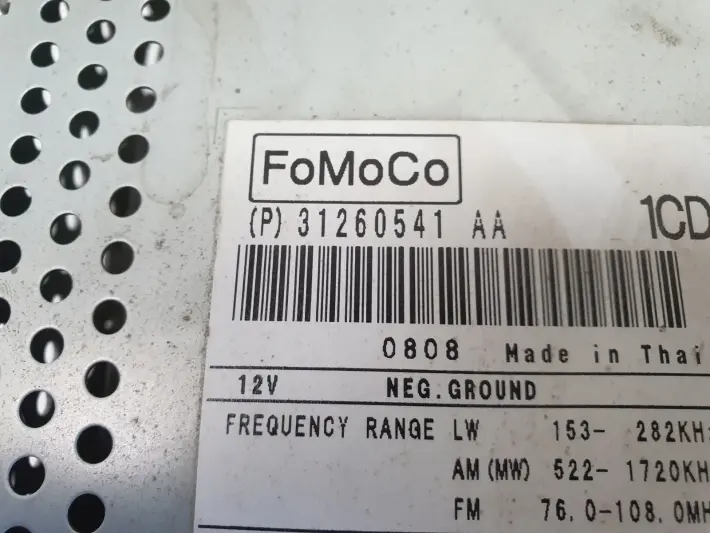 FoMoCo
(P) 31260541 AA 1CD
0808 Made in Thai
12V NEG.GROUND
FREQUENCY RANGE LW 153- 282KH
AM(MW) 522- 1720KH
FM 76.0-108.0MH